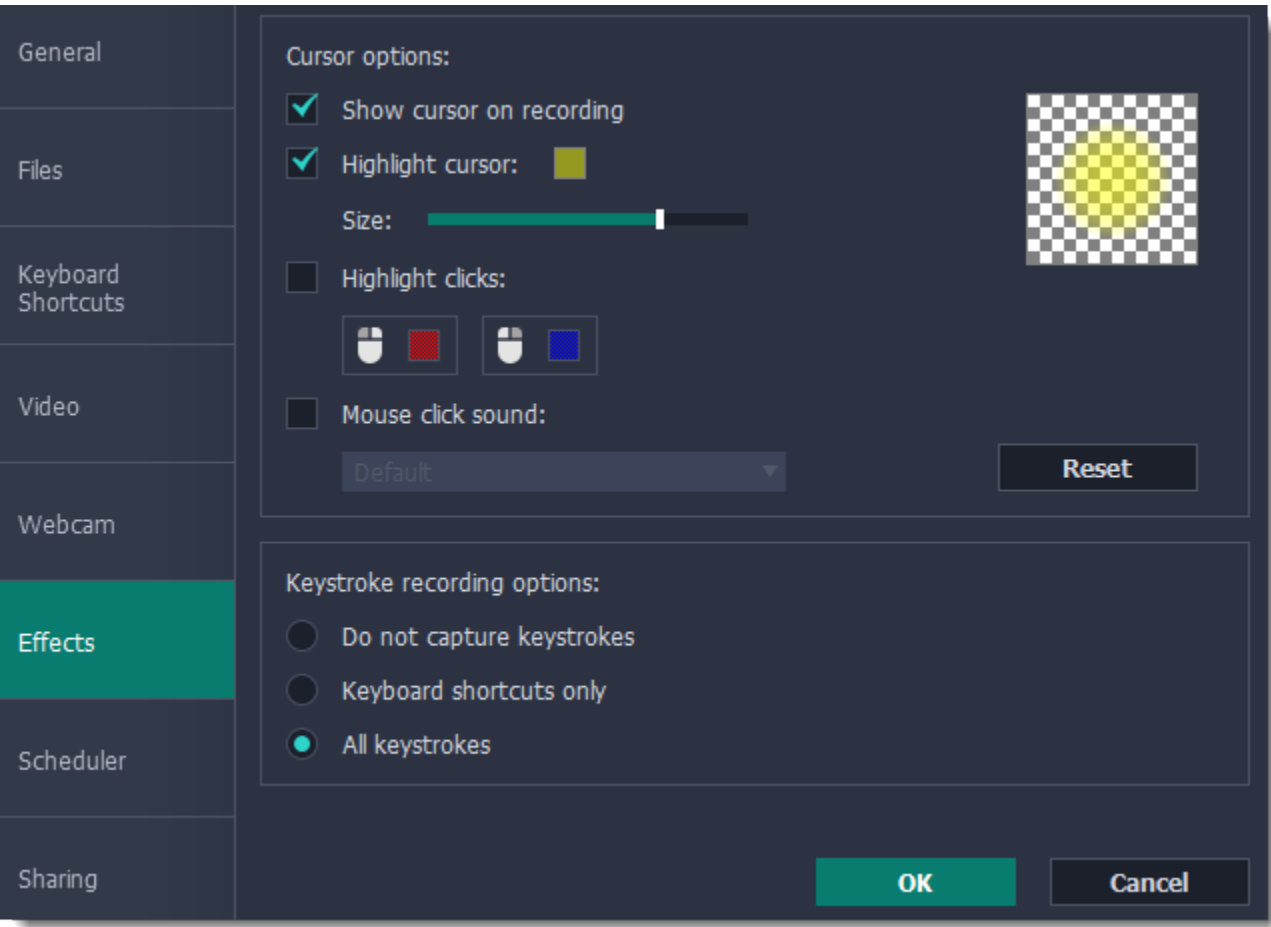 General
Files
Keyboard
Shortcuts
Video
Webcam
Effects
Scheduler
Sharing
Cursor options:
Show cursor on recording
Highlight cursor:
Size:
Highlight clicks:
Mouse click sound:
Default
Reset
Keystroke recording options:
Do not capture keystrokes
Keyboard shortcuts only
All keystrokes
OK
Cancel